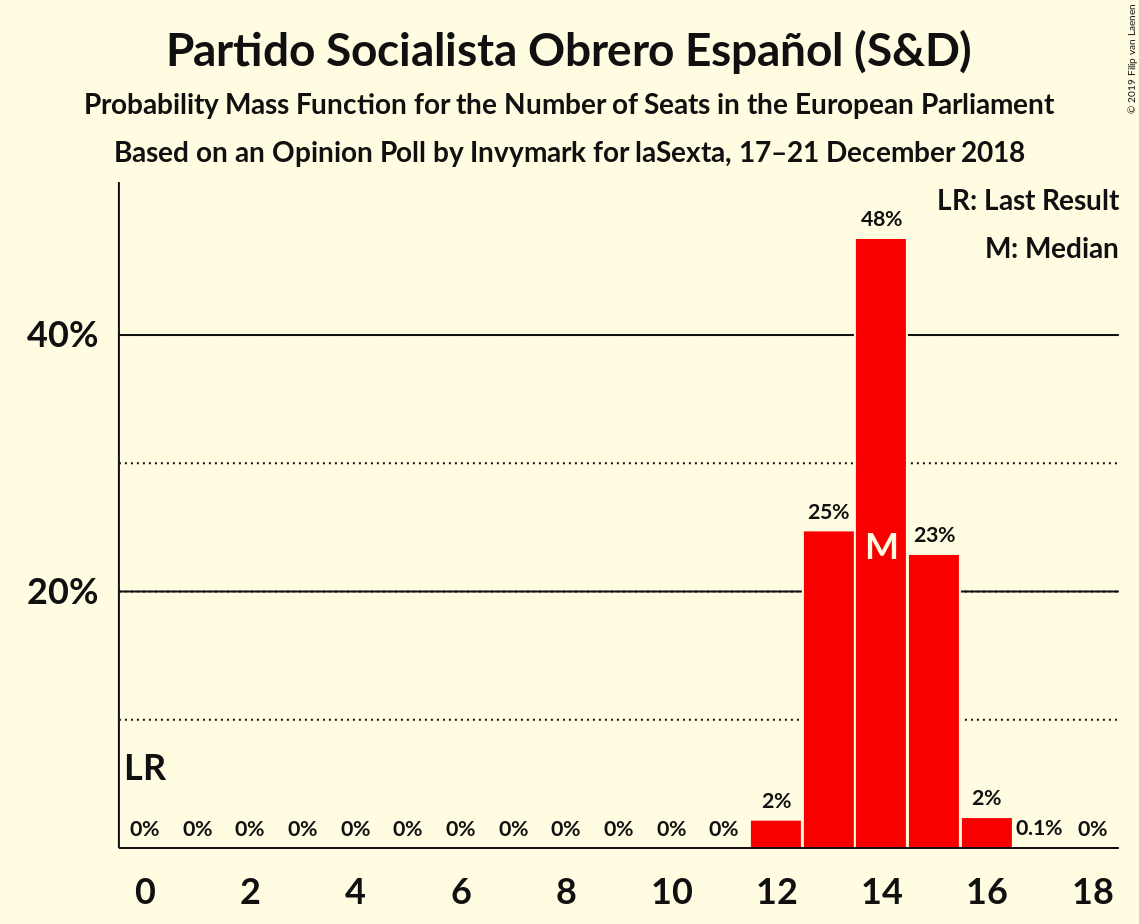 Partido Socialista Obrero Español (S&D)
Probability Mass Function for the Number of Seats in the European Parliament
Based on an Opinion Poll by Invymark for laSexta, 17–21 December 2018
© 2019 Filip van Laenen
LR: Last Result
M: Median
48%
40%
25%
M
23%
20%
LR
0% 0% 0% 0% 0% 0% 0% 0% 0% 0% 0% 0% 2% 2% 0.1% 0%
0 2 4 6 8 10 12 14 16 18